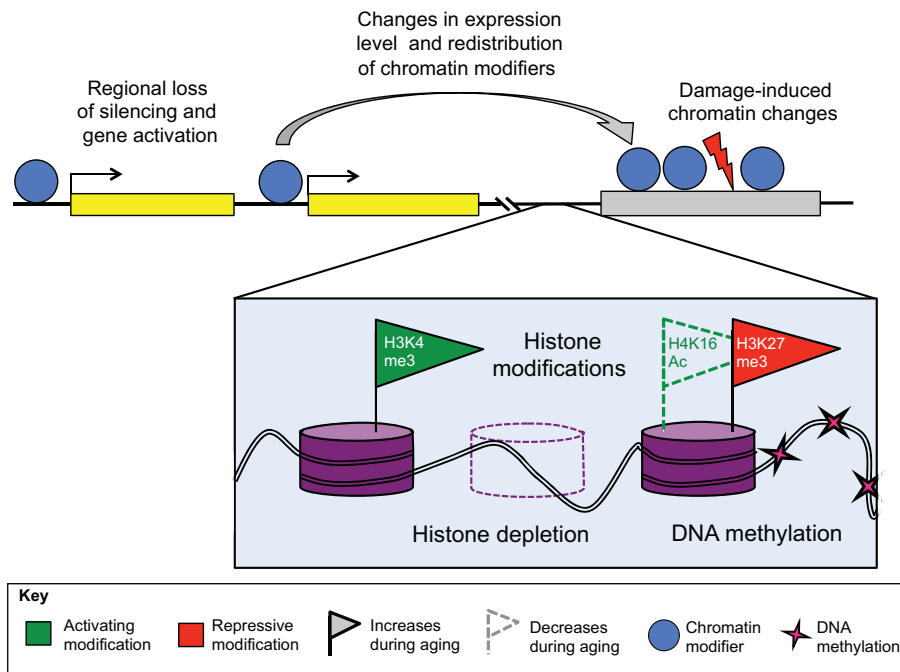 Changes in expression
level and redistribution
of chromatin modifiers
Regional loss
of silencing and
gene activation
Damage-induced
chromatin changes
H3K4
me3
Histone
modifications
H4K16
Ac
H3K27
me3
Histone depletion
DNA methylation
Key
Activating
modification
Repressive
modification
Increases
during aging
Decreases
during aging
Chromatin
modifier
DNA
methylation